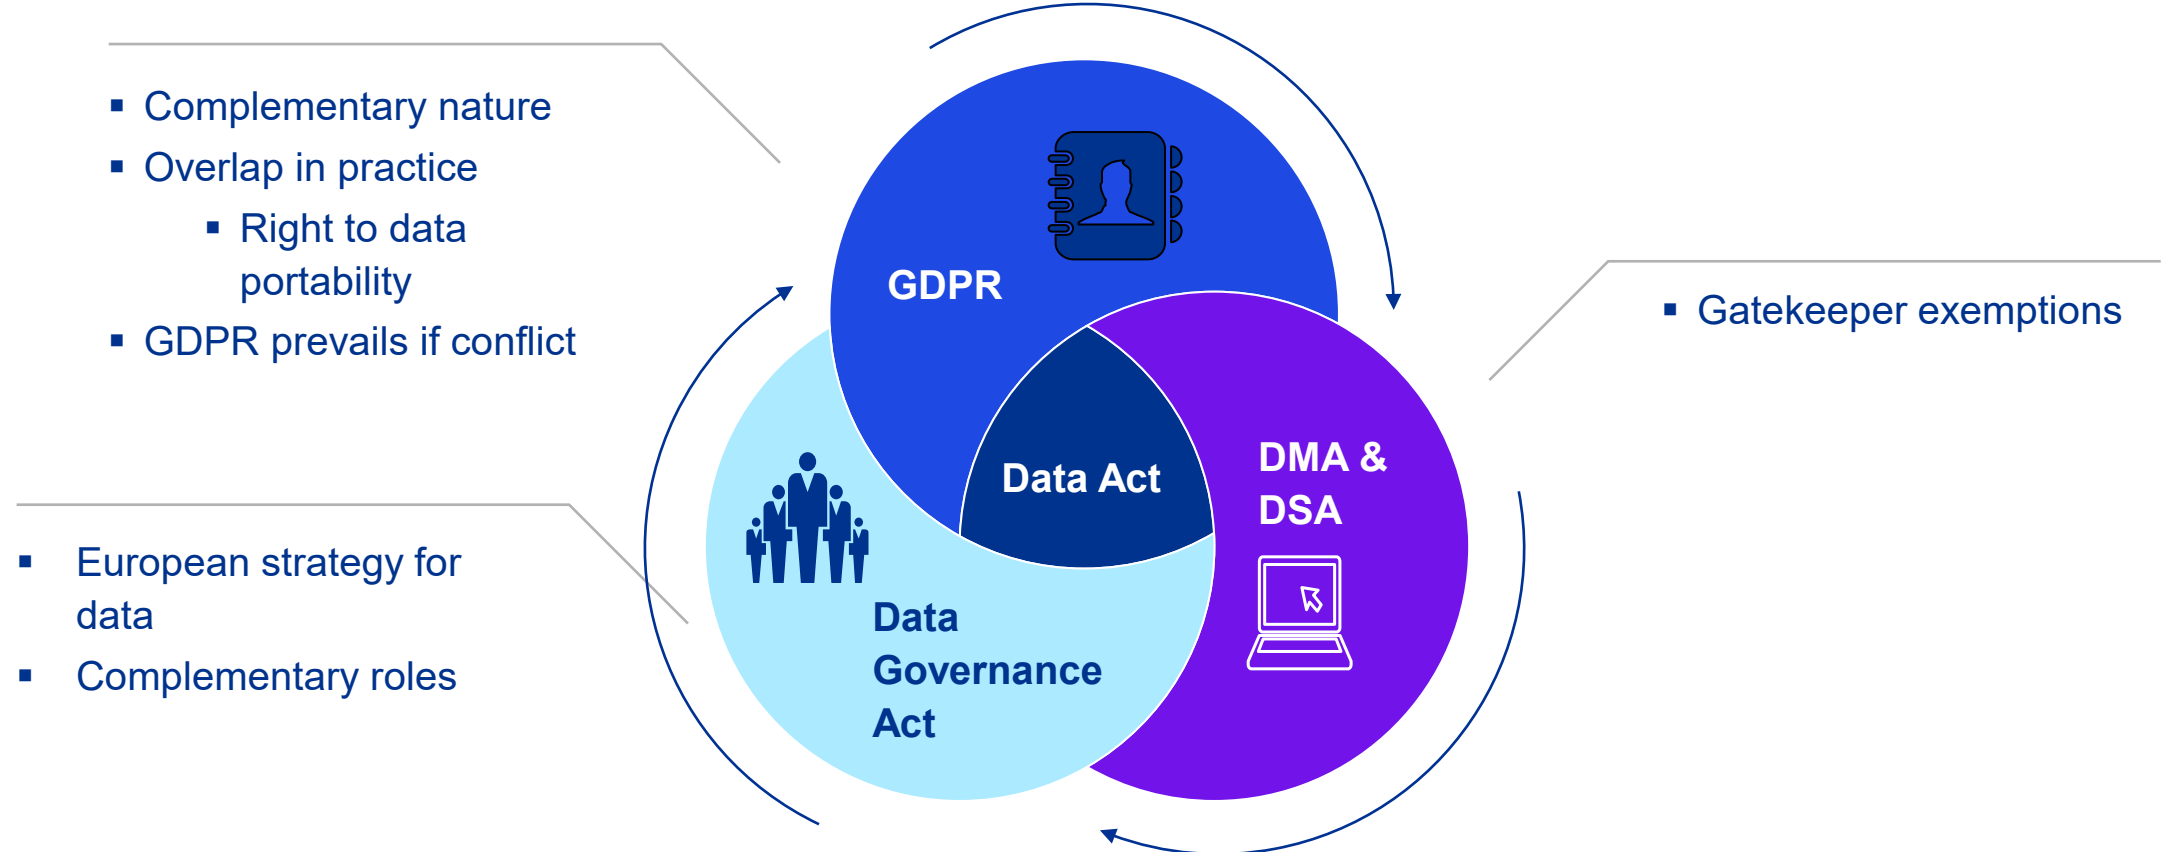 ▪ Complementary nature
▪ Overlap in practice
▪ Right to data
portability
▪ GDPR prevails if conflict
▪ European strategy for
data
▪ Complementary roles
GDPR
Data Act
DMA &
DSA
Data
Governance
Act
▪ Gatekeeper exemptions